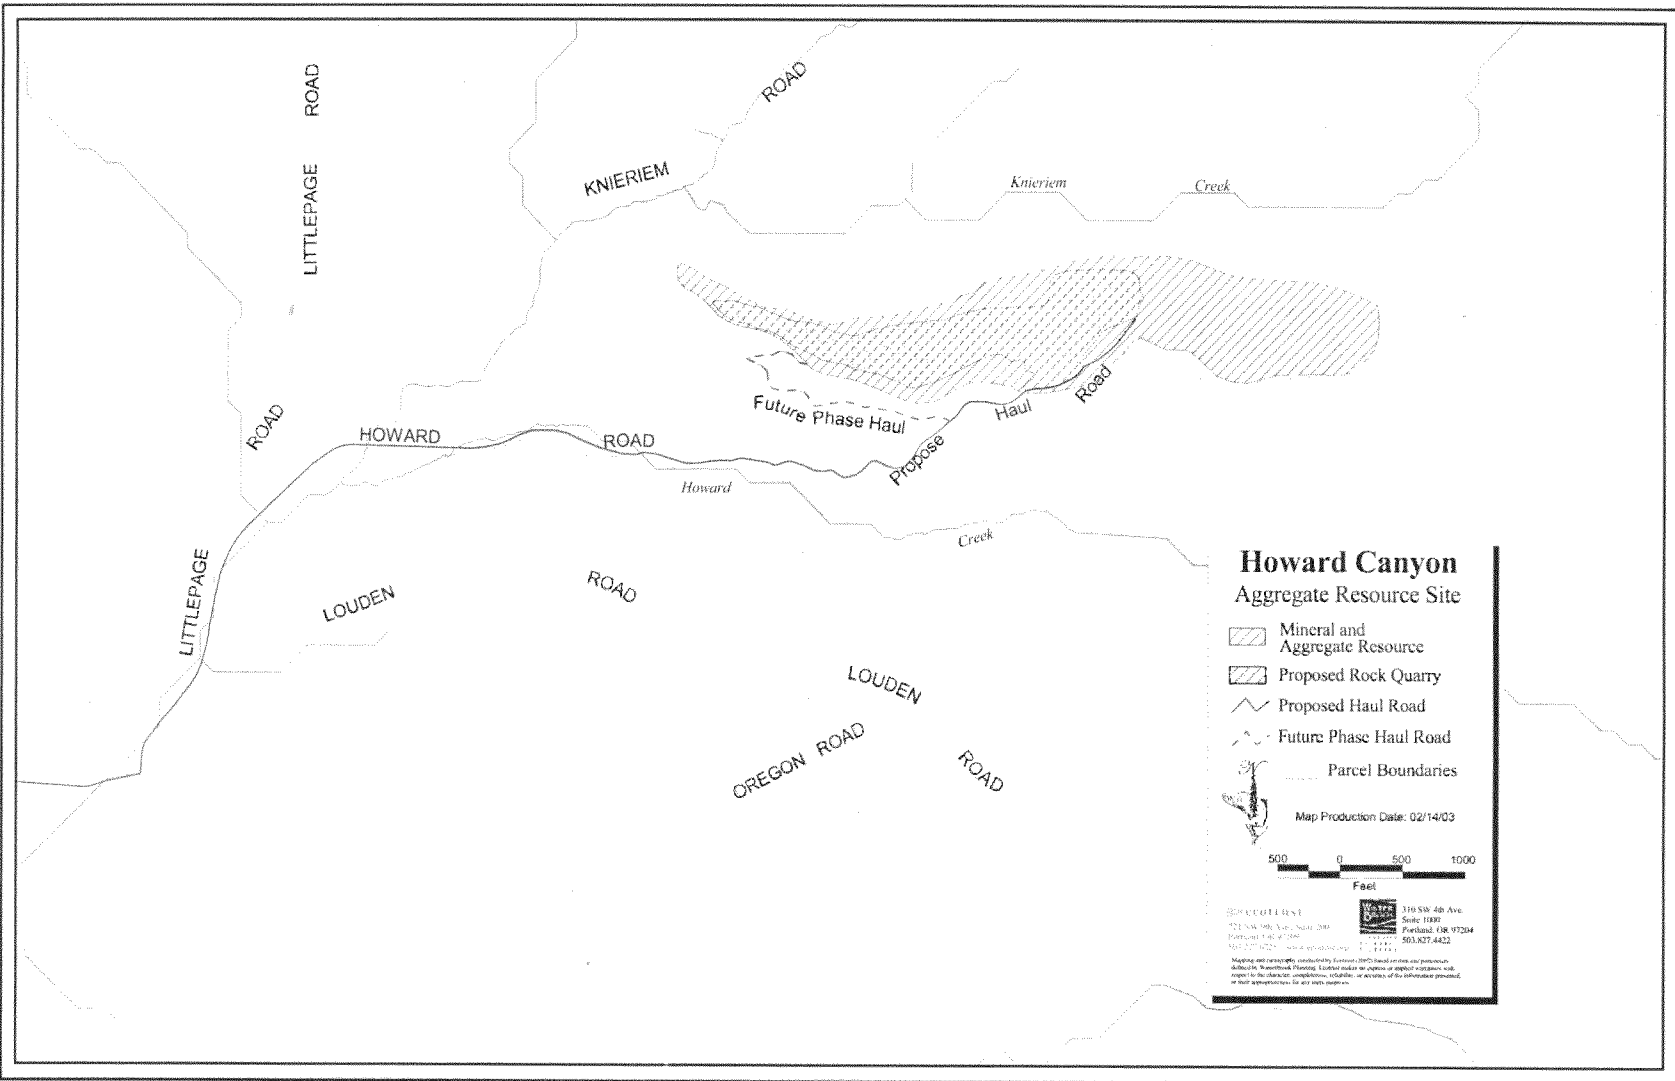 LITTLEPAGE ROAD
KNIERIEM ROAD
Knieriem Creek
ROAD
HOWARD ROAD
Future Phase Haul
Propose Haul Road
Howard Creek
LITTLEPAGE
LOUDEN ROAD
LOUDEN ROAD
OREGON ROAD
Howard Canyon
Aggregate Resource Site
Mineral and
Aggregate Resource
Proposed Rock Quarry
Proposed Haul Road
Future Phase Haul Road
Parcel Boundaries
Map Production Date: 02/14/03
500 0 500 1000
Feet
310 SW 4th Ave.
Suite 1000
Portland, OR 97204
503.827.4422